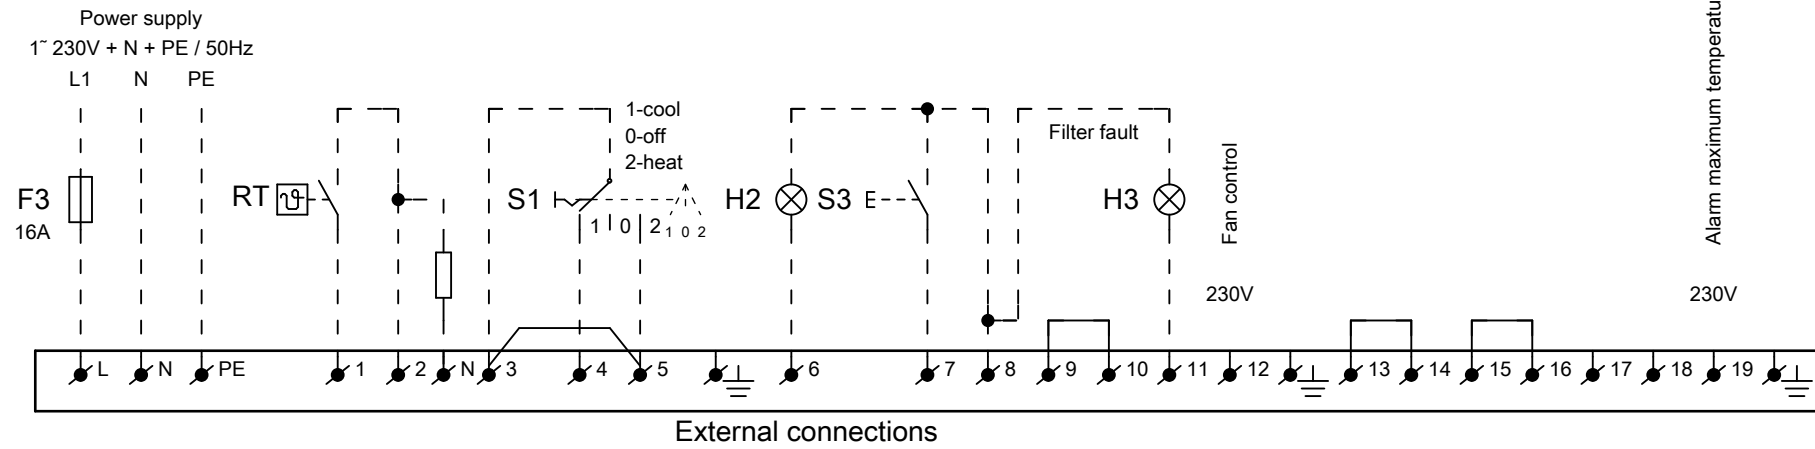 Power supply
1~ 230V + N + PE / 50Hz
L1 N PE
1-cool
0-off
2-heat
Filter fault
Fan control
F3
16A
RT
S1
1 0 2
1 0 2
H2
S3
H3
230V
230V
Alarm maximum
L N PE 1 2 N 3 4 5 6 7 8 9 10 11 12 13 14 15 16 17 18 19
External connections